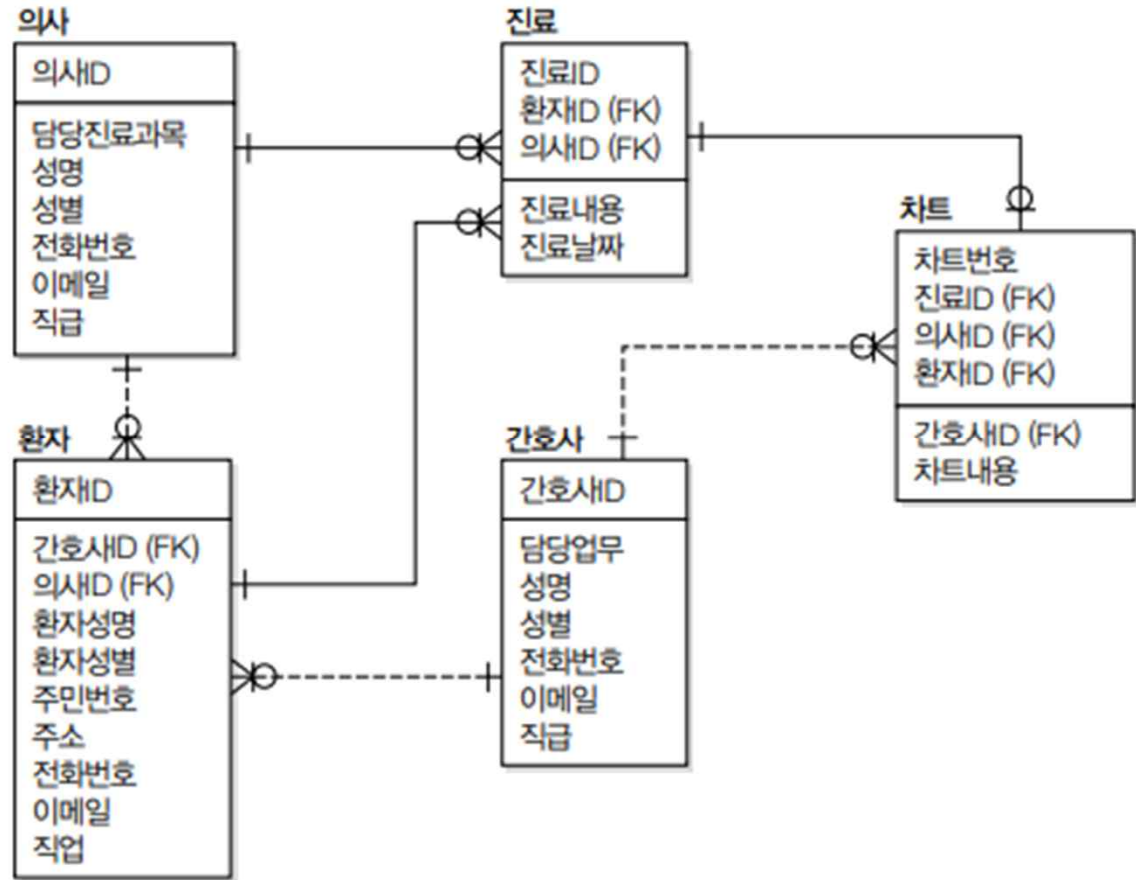 의사
의사ID
담당진료과목
성명
성별
전화번호
이메일
직급
진료
진료ID
환자ID (FK)
의사ID (FK)
진료내용
진료날짜
차트
차트번호
진료ID (FK)
의사ID (FK)
환자ID (FK)
간호사ID (FK)
차트내용
환자
환자ID
간호사ID (FK)
의사ID (FK)
환자성명
환자성별
주민번호
주소
전화번호
이메일
직업
간호사
간호사ID
담당업무
성명
성별
전화번호
이메일
직급